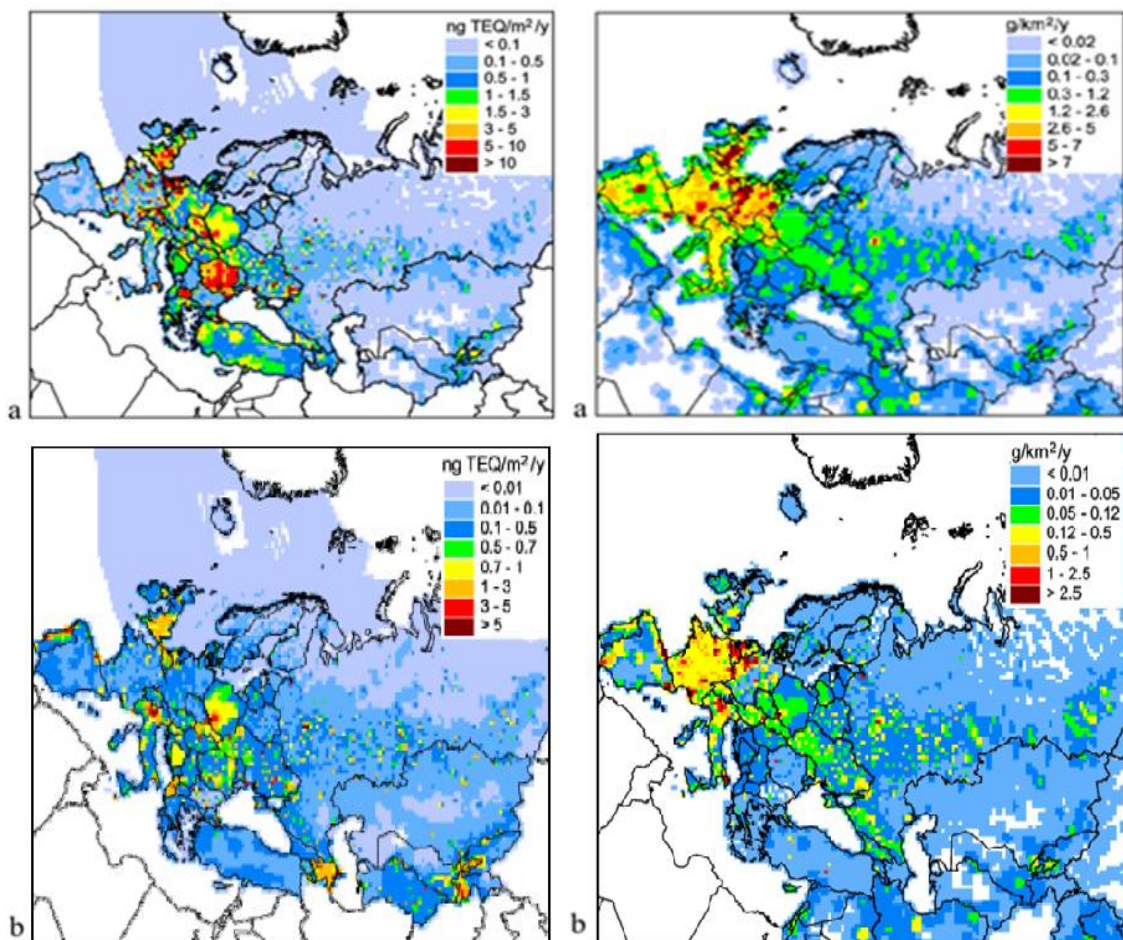 ng TEQ/m²/y
< 0.1
0.1 - 0.5
0.5 - 1
1 - 1.5
1.5 - 3
3 - 5
5 - 10
> 10
a
g/km²/y
< 0.02
0.02 - 0.1
0.1 - 0.3
0.3 - 1.2
1.2 - 2.6
2.6 - 5
5 - 7
> 7
a
ng TEQ/m²/y
< 0.01
0.01 - 0.1
0.1 - 0.5
0.5 - 0.7
0.7 - 1
1 - 3
3 - 5
> 5
b
g/km²/y
< 0.01
0.01 - 0.05
0.05 - 0.12
0.12 - 0.5
0.5 - 1
1 - 2.5
> 2.5
b